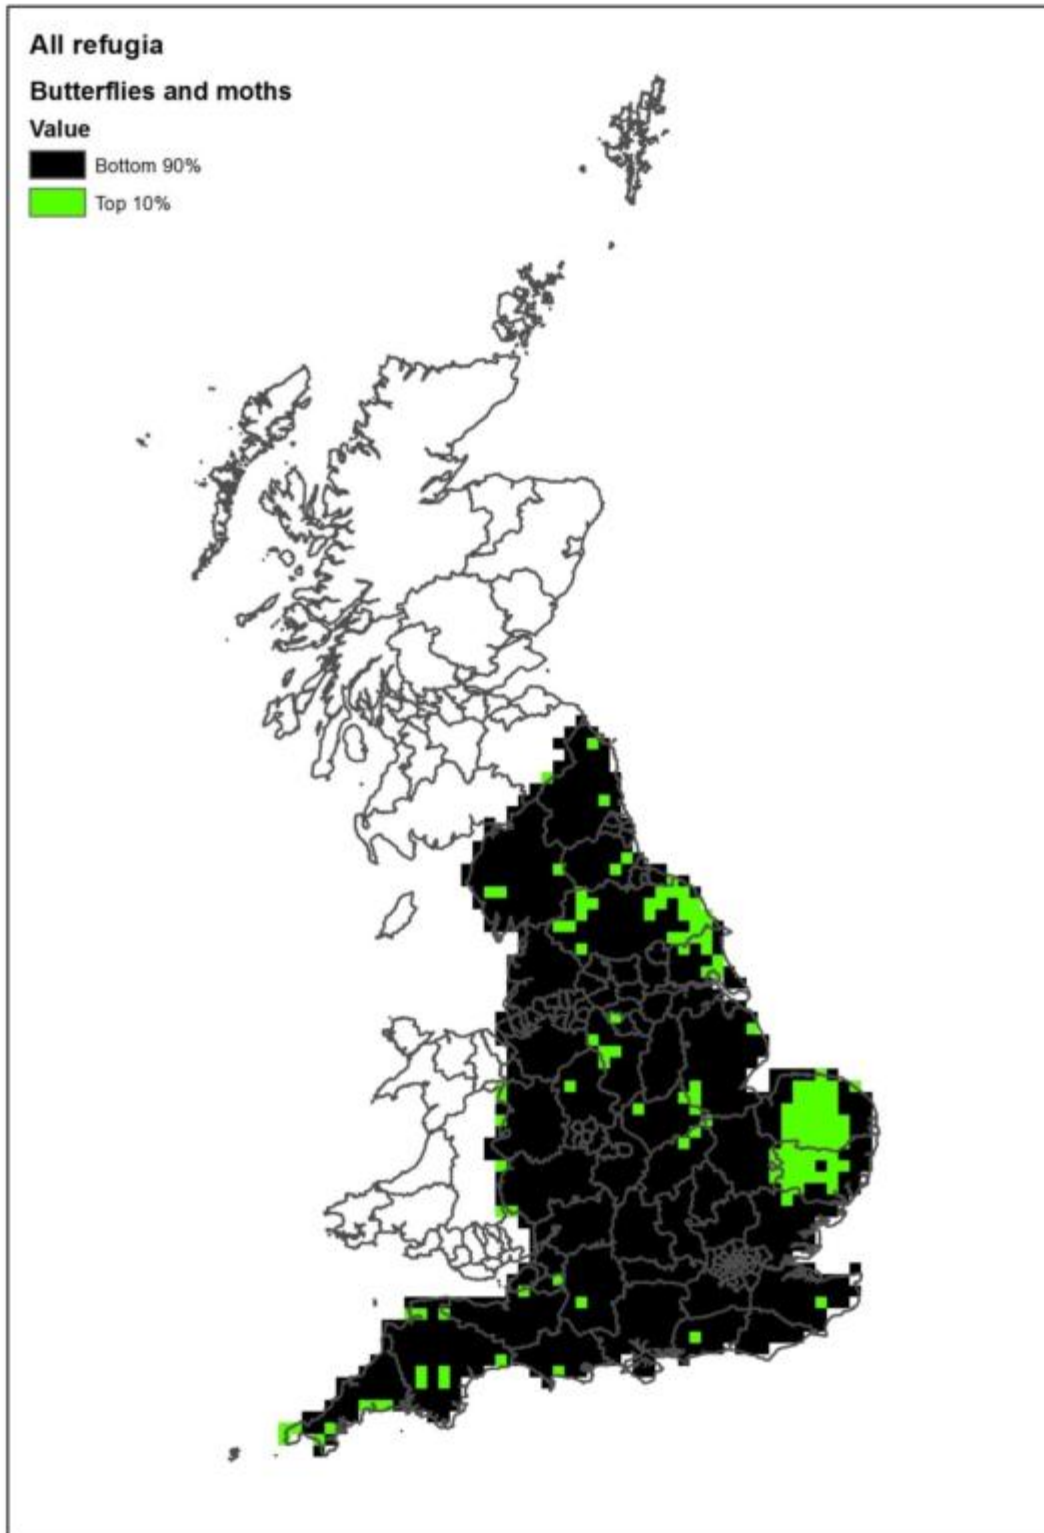 All refugia
Butterflies and moths
Value
Bottom 90%
Top 10%